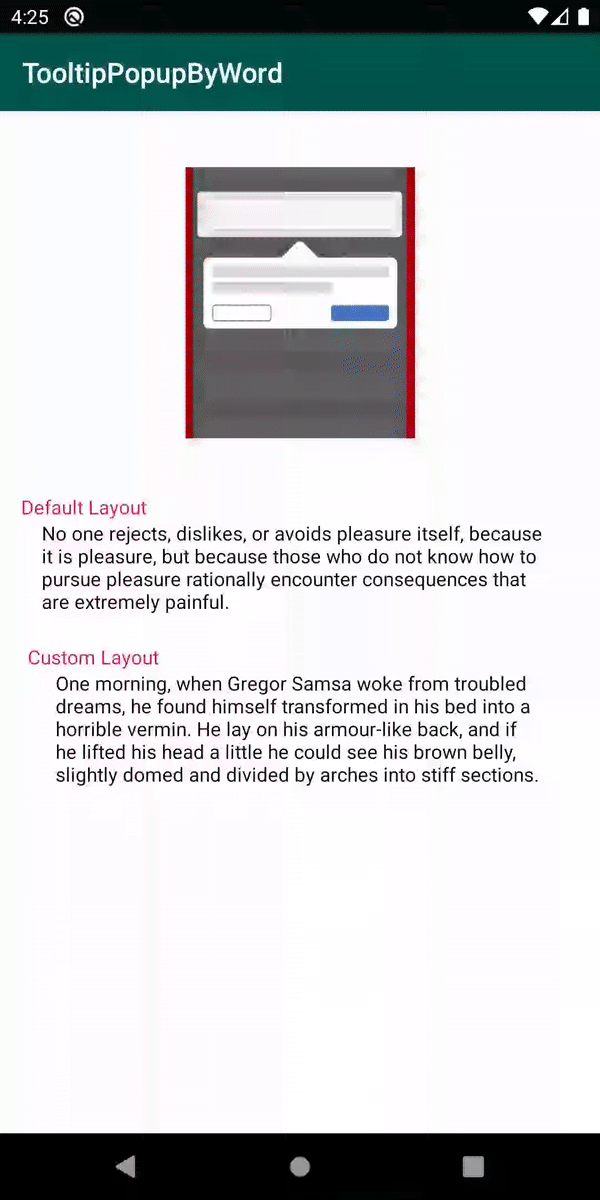 4:25
TooltipPopupByWord
Default Layout
No one rejects, dislikes, or avoids pleasure itself, because
it is pleasure, but because those who do not know how to
pursue pleasure rationally encounter consequences that
are extremely painful.
Custom Layout
One morning, when Gregor Samsa woke from troubled
dreams, he found himself transformed in his bed into a
horrible vermin. He lay on his armour-like back, and if
he lifted his head a little he could see his brown belly,
slightly domed and divided by arches into stiff sections.